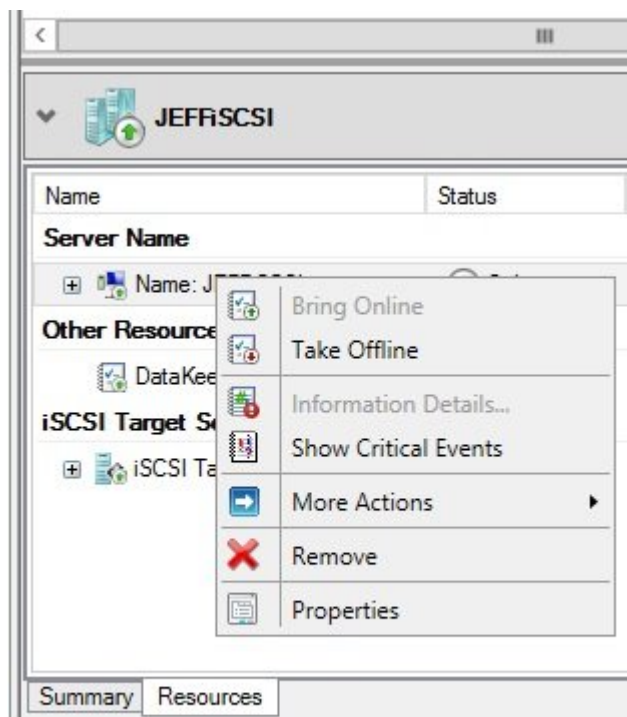 JEFFiSCSI
Name Status
Server Name
Name:
Bring Online
Other Resource
Take Offline
DataKee
Information Details...
iSCSI Target Se
Show Critical Events
iSCSI Ta
More Actions
Remove
Properties
Summary Resources